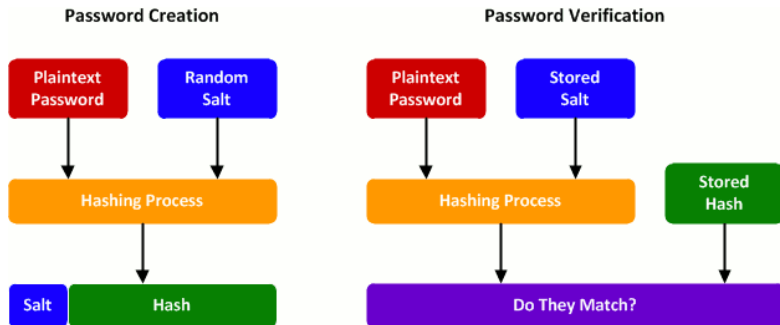 Password Creation
Plaintext
Password
Random
Salt
Hashing Process
Salt
Hash
Password Verification
Plaintext
Password
Stored
Salt
Hashing Process
Stored
Hash
Do They Match?